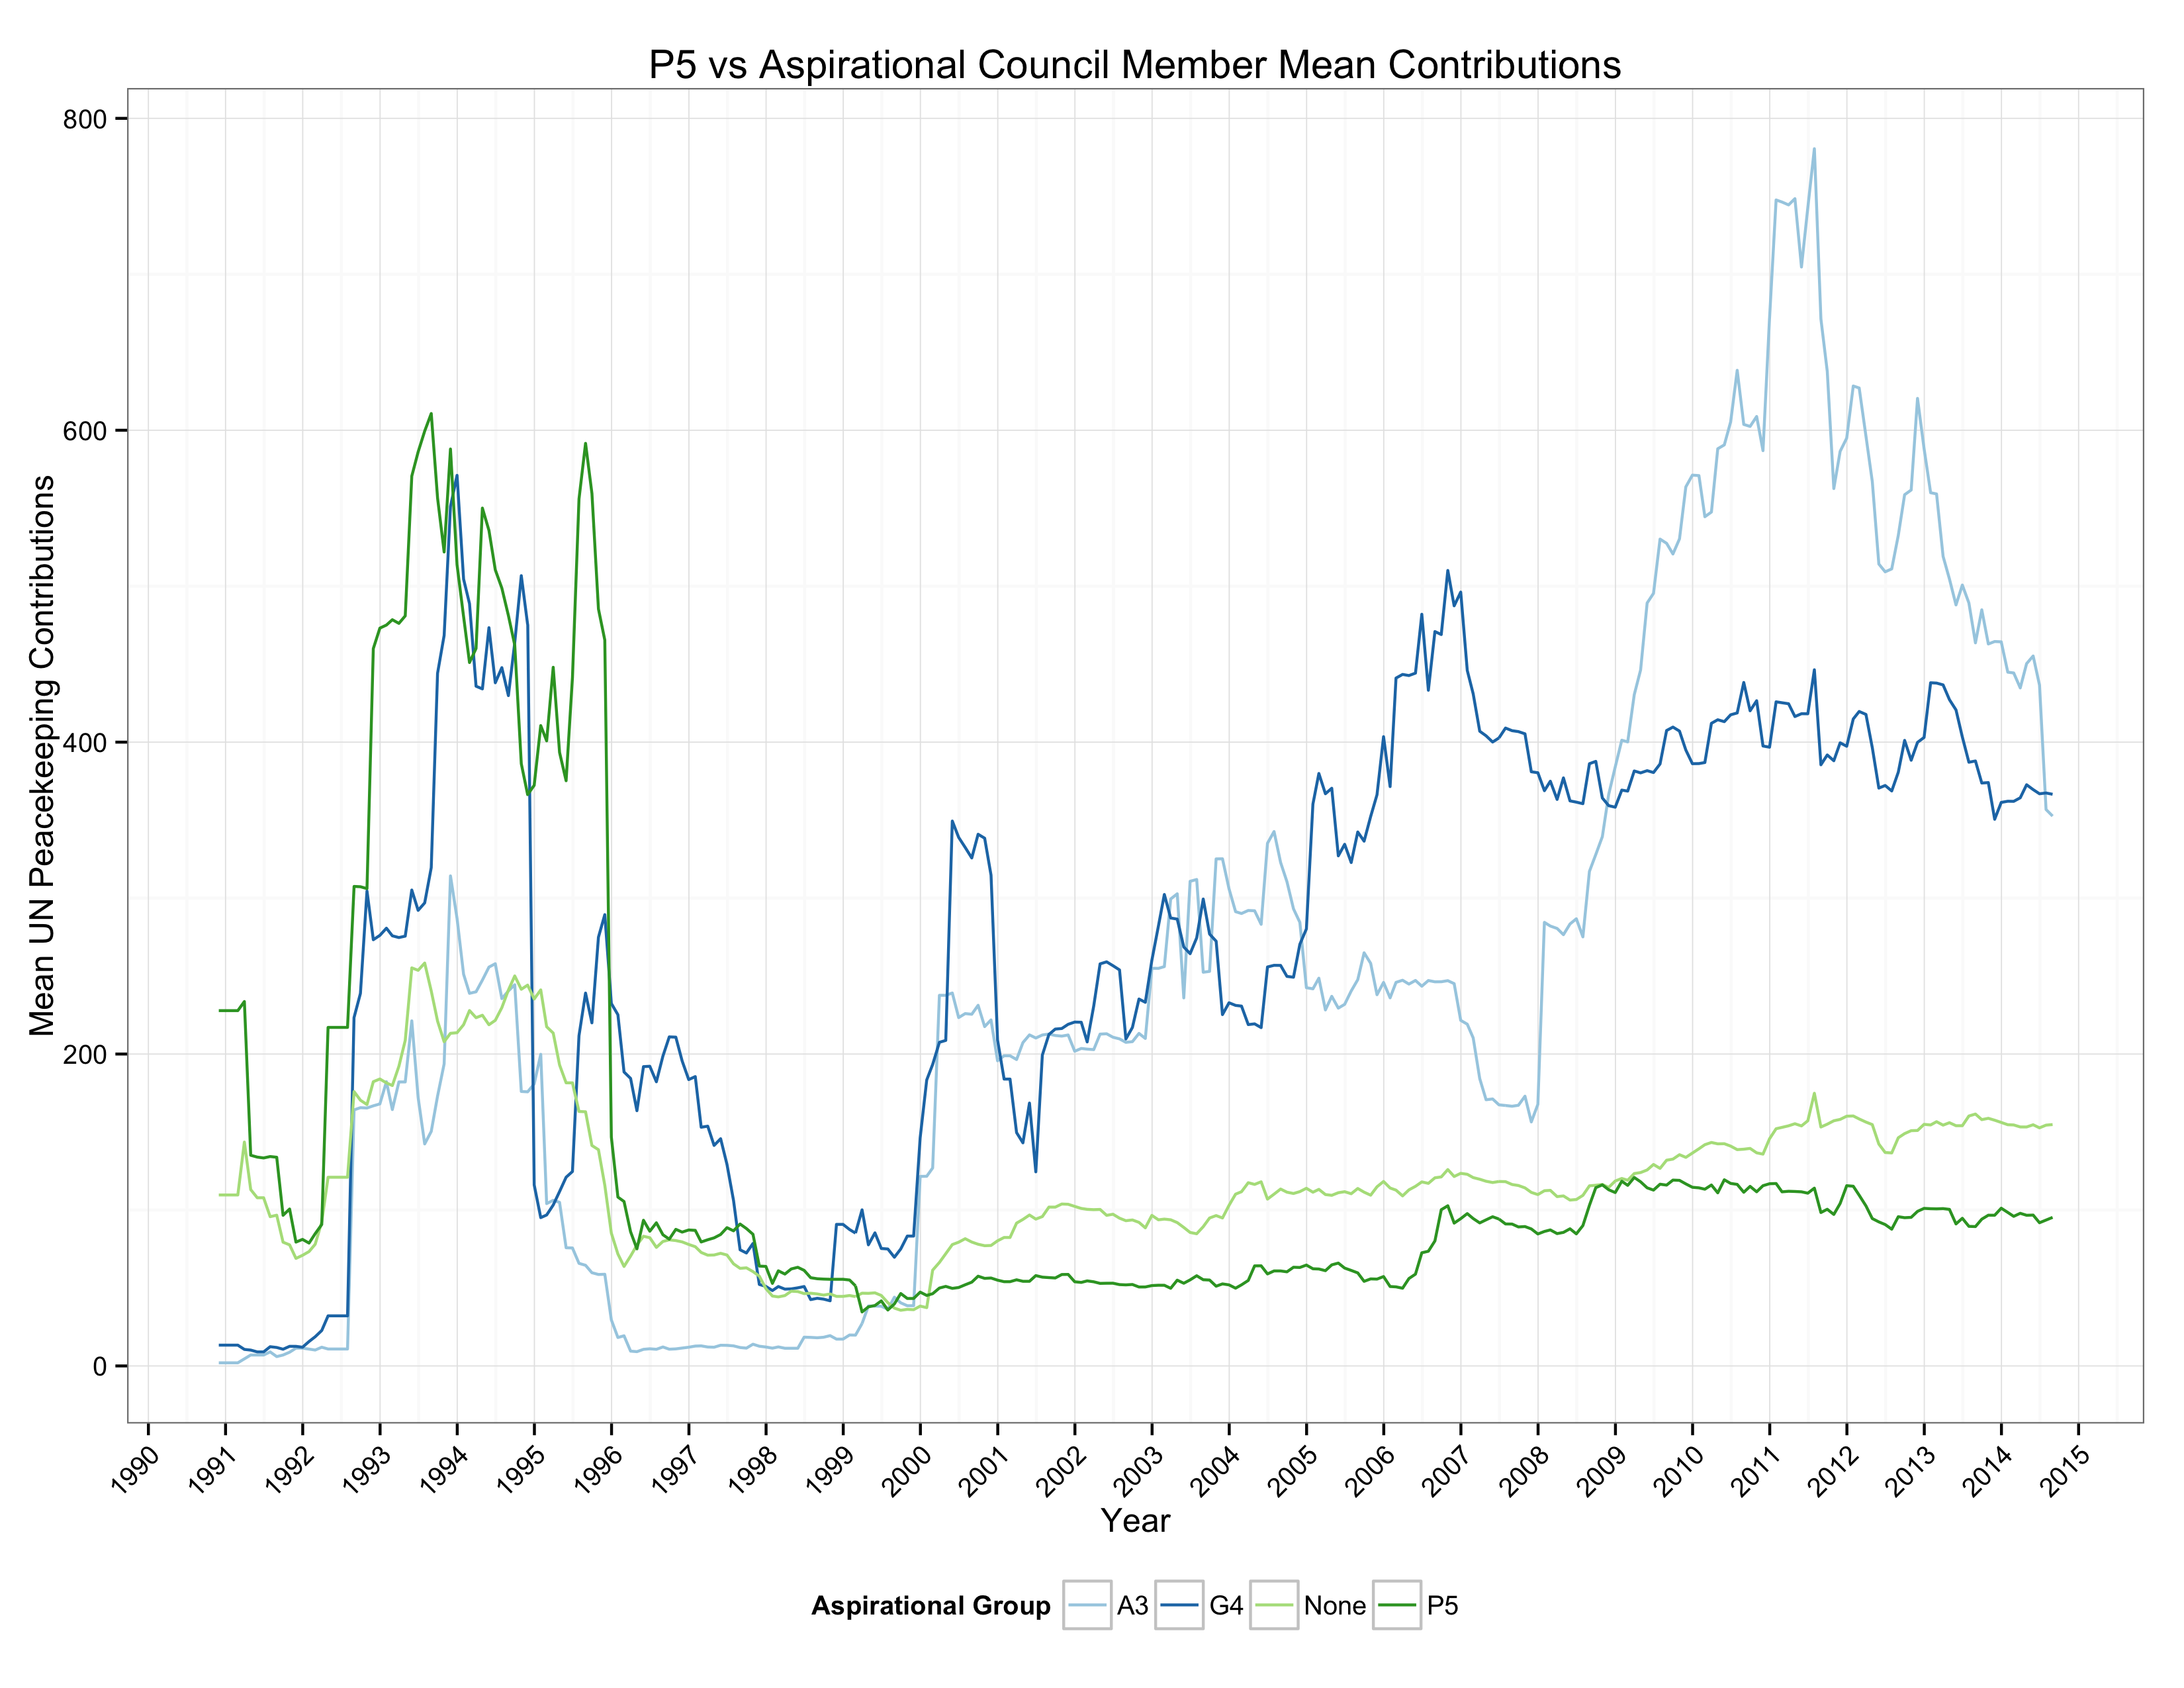 P5 vs Aspirational Council Member Mean Contributions
Mean UN Peacekeeping Contributions
800
600
400
200
0
1990 1991 1992 1993 1994 1995 1996 1997 1998 1999 2000 2001 2002 2003 2004 2005 2006 2007 2008 2009 2010 2011 2012 2013 2014 2015
Year
Aspirational Group A3 G4 None P5